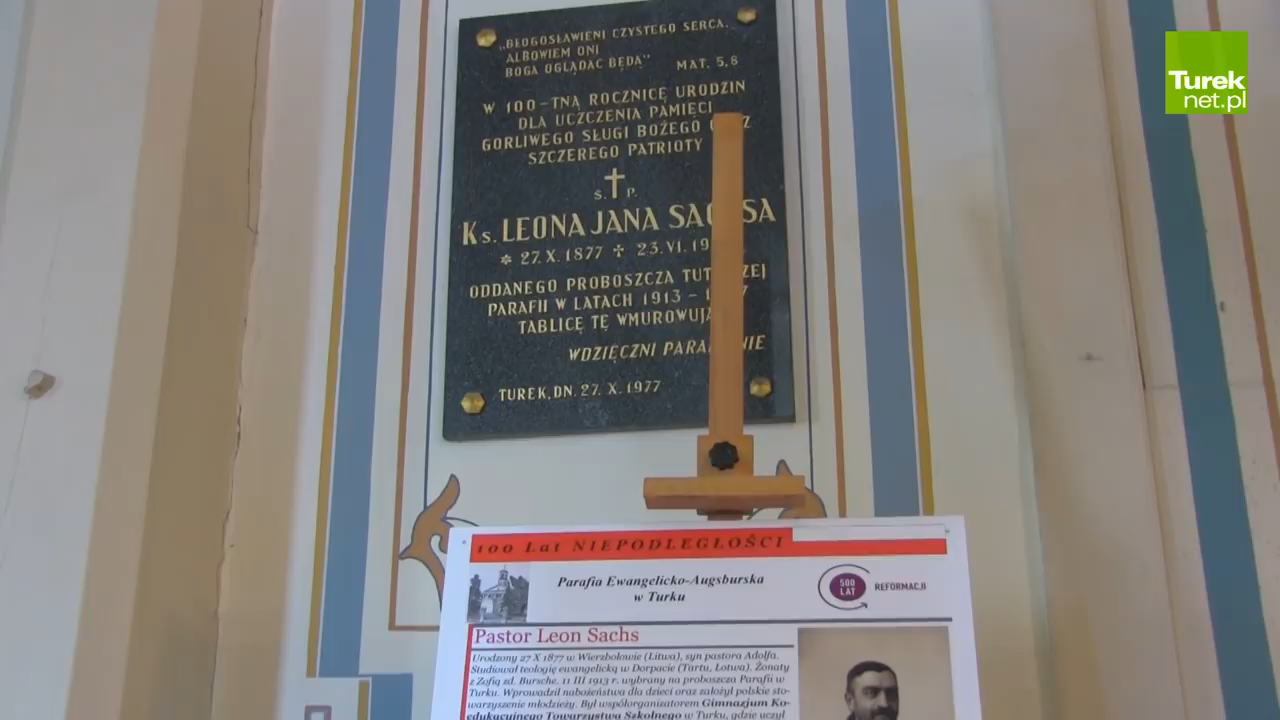 „BŁOGOSŁAWIENI CZYSTEGO SERCA,
ALBOWIEM ONI
BOGA OGLĄDAĆ BĘDĄ" MAT. 5,8
W 100-TNĄ ROCZNICĘ URODZIN
DLA UCZCZENIA PAMIĘCI
GORLIWEGO SŁUGI BOŻEGO
SZCZEREGO PATRIOTY
Ś. P.
Ks. LEONA JANA SACHSA
* 27.X.1877 ✝ 23.VI.19
ODDANEGO PROBOSZCZA
PARAFII W LATACH 1913 -
TABLICĘ TĘ WMUROWUJĄ
WDZIĘCZNI
TUREK, DN. 27. X. 1977
Turek
net.pl
100 Lat NIEPODLEGŁOŚCI
Parafia Ewangelicko-Augsburska
w Turku
500
LAT
REFORMACJI
Pastor Leon Sachs
Urodzony 27 X 1877 w Wierzbołowie (Litwa), syn pastora Adolfa.
Studiował teologię ewangelicką w Dorpacie (Tartu, Łotwa). Żonaty
z Zofią zd. Bursche. 11 III 1913 r. wybrany na proboszcza Parafii w
Turku. Wprowadził nabożeństwa dla dzieci oraz założył polskie sto-
warzyszenie młodzieży. Był współorganizatorem Gimnazjum Ko-
edukacyjnego Towarzystwa Szkolnego w Turku, gdzie uczył